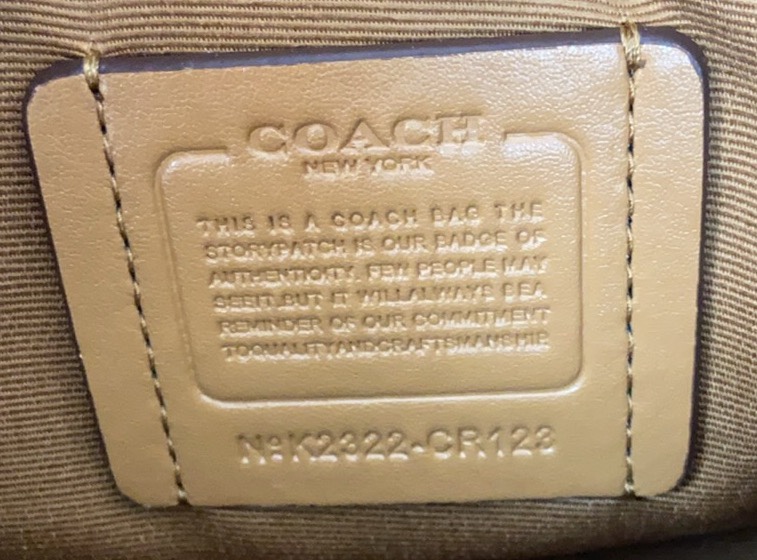 COACH
NEW YORK
THIS IS A COACH BAG THE
STORYPATCH IS OUR BADGE OF
AUTHENTICITY. FEW PEOPLE MAY
SEEIT.BUT IT WILLALWAYS BEA
REMINDER OF OUR COMMITMENT
TOQUALITYANDCRAFTSMANSHIP.
Nº K2322-CR123